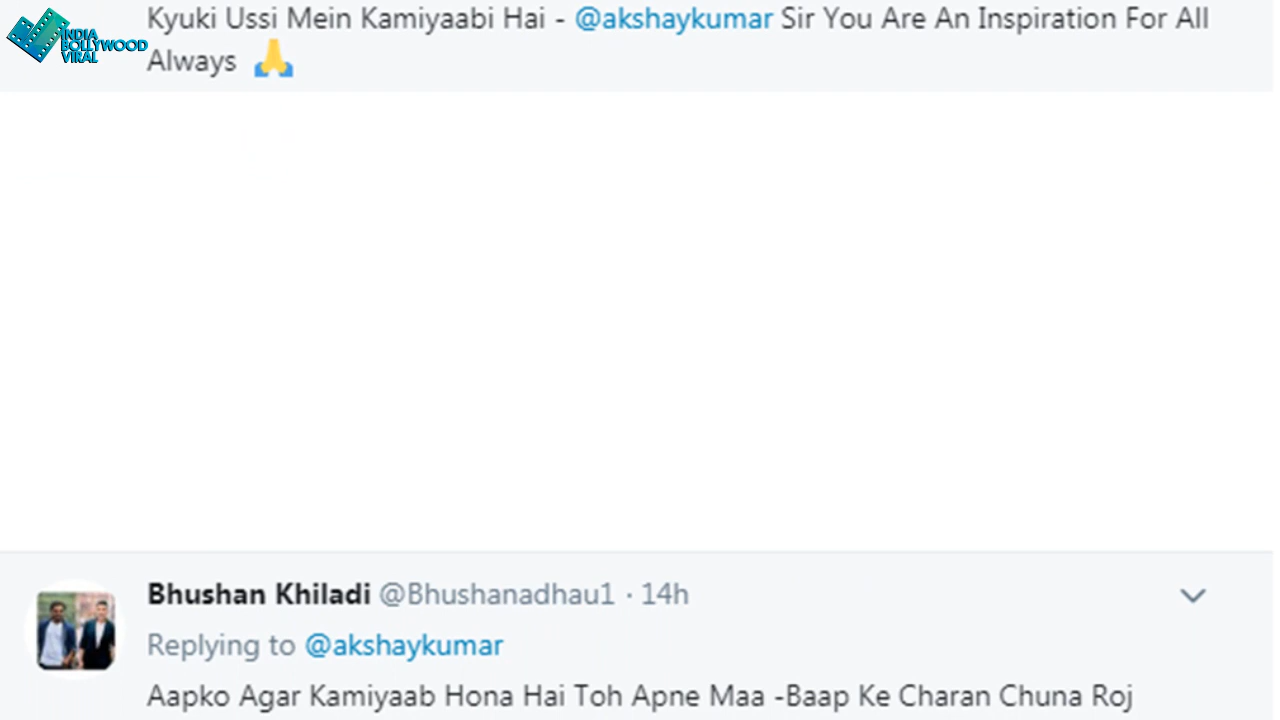 INDIA
BOLLYWOOD
VIRAL
Kyuki Ussi Mein Kamiyaabi Hai - @akshaykumar Sir You Are An Inspiration For All
Always 🙏
Bhushan Khiladi @Bhushanadhau1 · 14h
Replying to @akshaykumar
Aapko Agar Kamiyaab Hona Hai Toh Apne Maa -Baap Ke Charan Chuna Roj